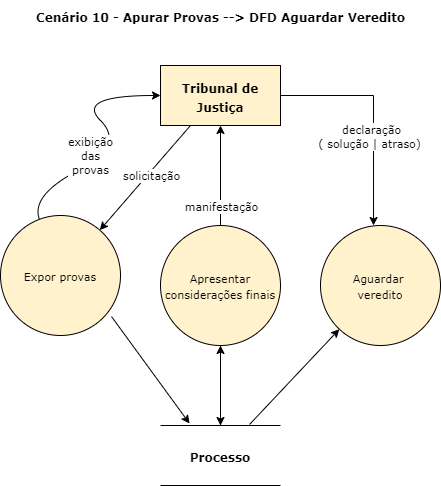 Cenário 10 - Apurar Provas --> DFD Aguardar Veredito
Tribunal de
Justiça
exibição
das
provas
solicitação
manifestação
declaração
( solução | atraso)
Expor provas
Apresentar
considerações finais
Aguardar
veredito
Processo